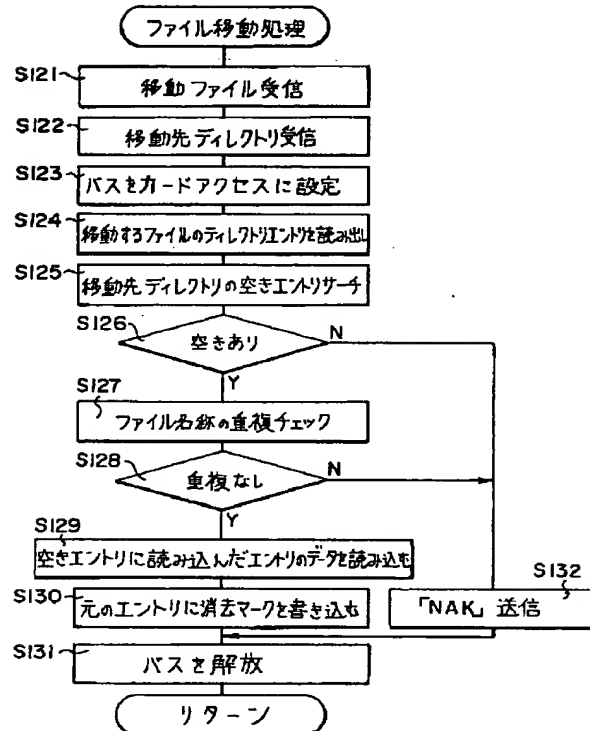 ファイル移動処理
S121
移動ファイル受信
S122
移動先ディレクトリ受信
S123
バスをカードアクセスに設定
S124
移動するファイルのディレクトリエントリを読み出し
S125
移動先ディレクトリの空きエントリサーチ
S126
空きあり
N
Y
S127
ファイル名称の重複チェック
S128
重複なし
N
Y
S129
空きエントリに読み込んだエントリのデータを読み込む
S130
元のエントリに消去マークを書き込む
S132
「NAK」送信
S131
バスを解放
リターン